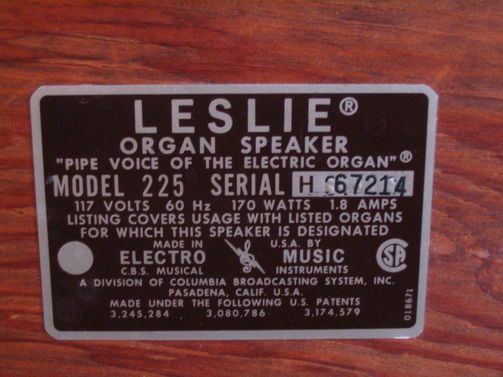 LESLIE®
ORGAN SPEAKER
"PIPE VOICE OF THE ELECTRIC ORGAN"®
MODEL 225 SERIAL H 67214
117 VOLTS 60 Hz 170 WATTS 1.8 AMPS
LISTING COVERS USAGE WITH LISTED ORGANS
FOR WHICH THIS SPEAKER IS DESIGNATED
MADE IN U.S.A. BY
ELECTRO MUSIC
C.B.S. MUSICAL INSTRUMENTS
A DIVISION OF COLUMBIA BROADCASTING SYSTEM, INC.
PASADENA, CALIF. U.S.A.
MADE UNDER THE FOLLOWING U.S. PATENTS
3,245,284 3,080,786 3,174,579
SA
018671